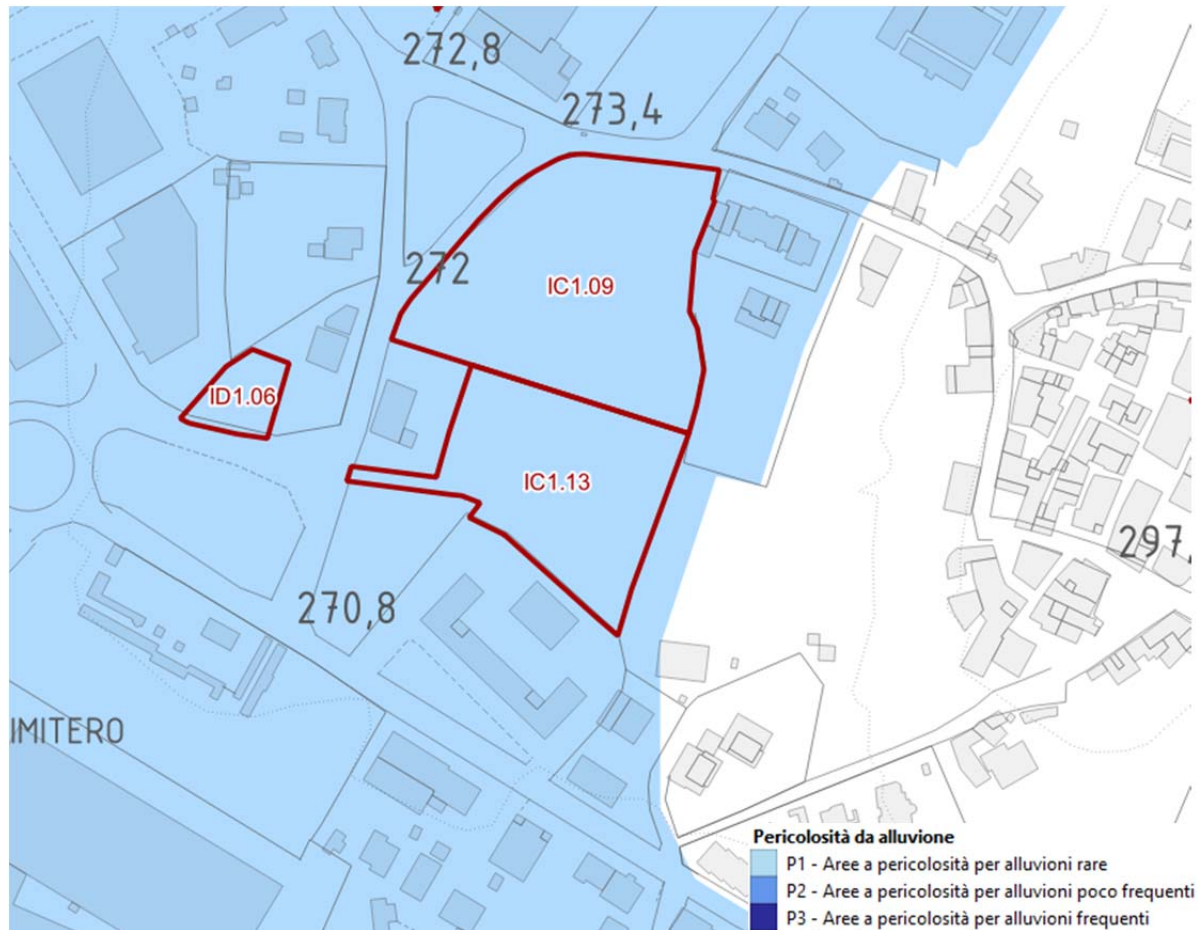 272,8
273,4
272
IC1.09
ID1.06
IC1.13
297,
270,8
IMITERO
Pericolosità da alluvione
P1 - Aree a pericolosità per alluvioni rare
P2 - Aree a pericolosità per alluvioni poco frequenti
P3 - Aree a pericolosità per alluvioni frequenti